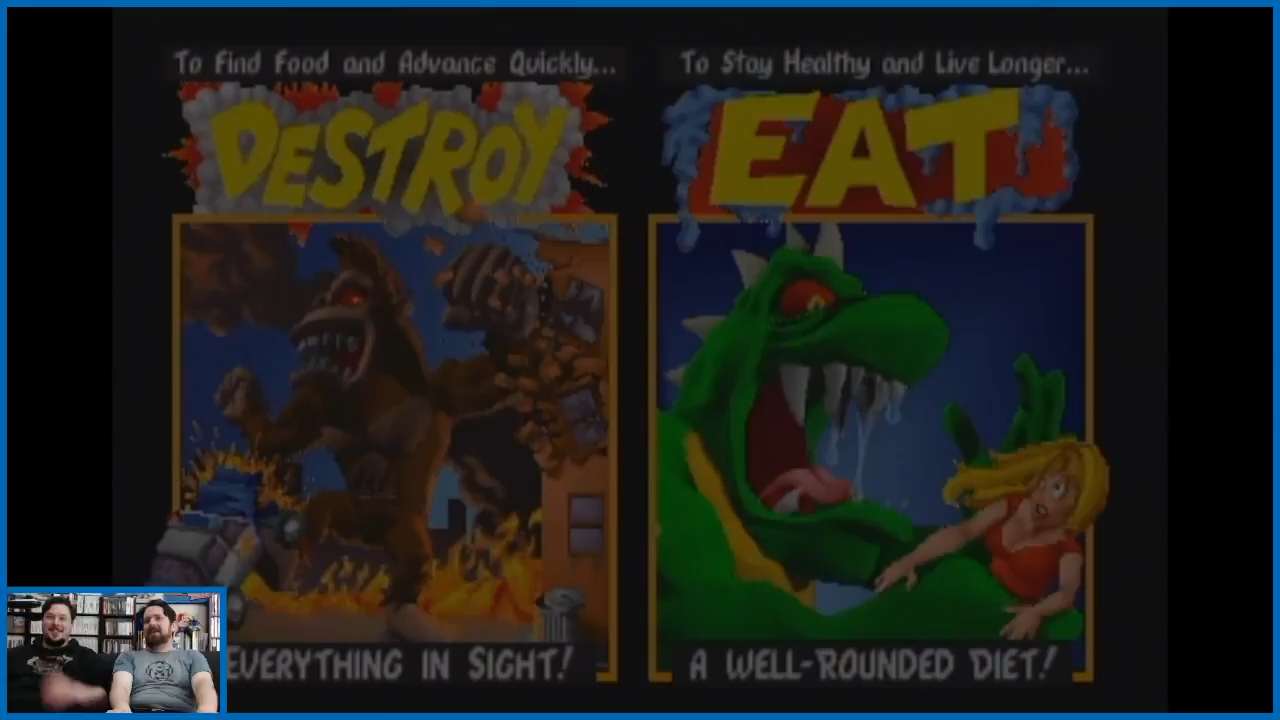 To Find Food and Advance Quickly...
DESTROY
EVERYTHING IN SIGHT!
To Stay Healthy and Live Longer...
EAT
A WELL-ROUNDED DIET!